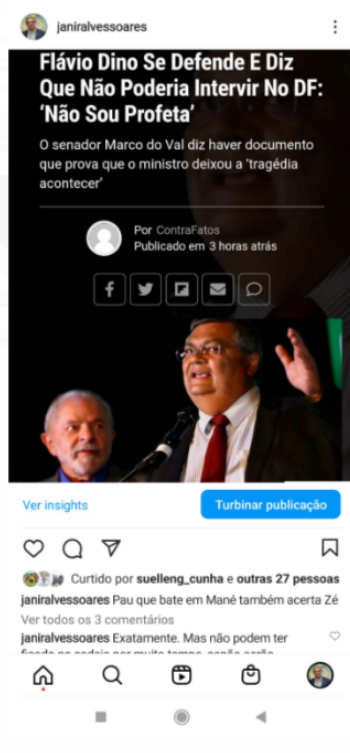 janiralvessoares
Flávio Dino Se Defende E Diz
Que Não Poderia Intervir No DF:
‘Não Sou Profeta’
O senador Marco do Val diz haver documento
que prova que o ministro deixou a ‘tragédia
acontecer’
Por ContraFatos
Publicado em 3 horas atrás
Ver insights
Turbinar publicação
Curtido por suelleng_cunha e outras 27 pessoas
janiralvessoares Pau que bate em Mané também acerta Zé
Ver todos os 3 comentários
janiralvessoares Exatamente. Mas não podem ter